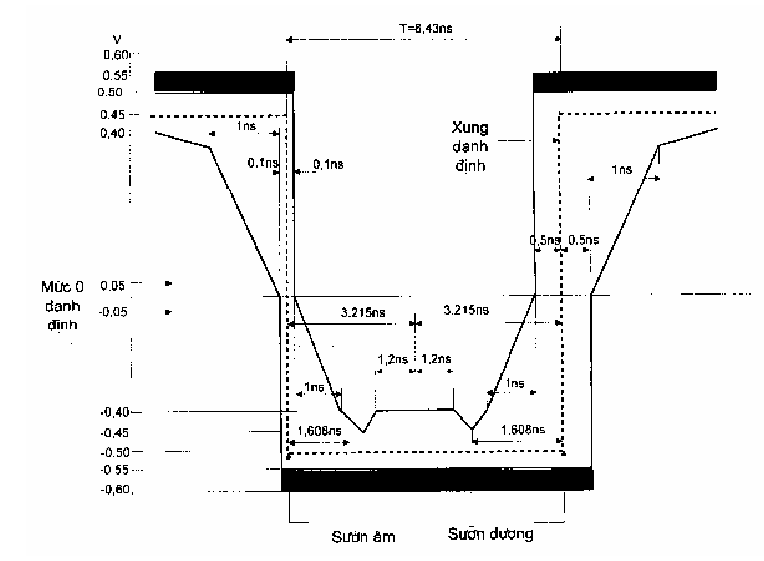 T=6,43ns
V
0,60
0.55
0.50
0.45
0,40
1ns
Xung
danh
định
0.1ns
0,1ns
1ns
0,5ns
0,5ns
Mức 0
danh
định
0.05
-0,05
3.215ns
3.215ns
1,2ns
1,2ns
1ns
1ns
-0,40
-0,45
-0.50
-0 55
-0,60
1,608ns
1,608ns
Sườn âm
Sườn dương